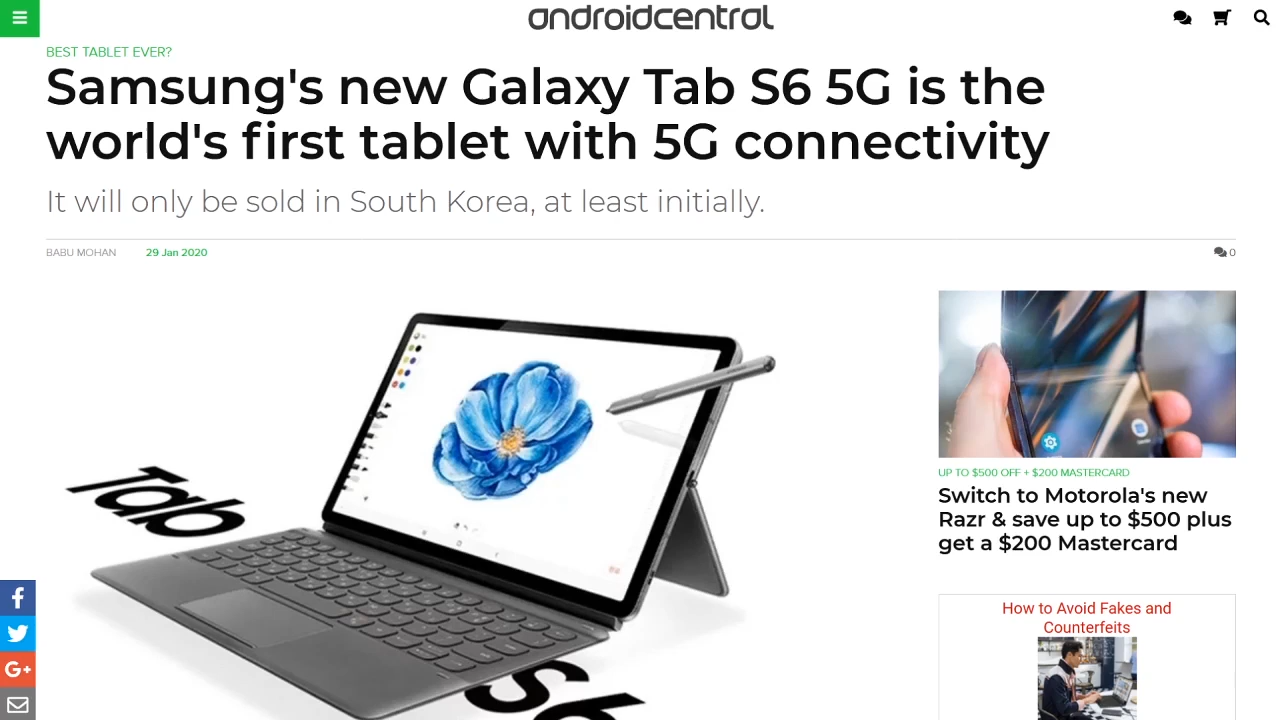 androidcentral
BEST TABLET EVER?
Samsung's new Galaxy Tab S6 5G is the
world's first tablet with 5G connectivity
It will only be sold in South Korea, at least initially.
BABU MOHAN 29 Jan 2020
0
Tab
S6
UP TO $500 OFF + $200 MASTERCARD
Switch to Motorola's new
Razr & save up to $500 plus
get a $200 Mastercard
How to Avoid Fakes and
Counterfeits
f
G+